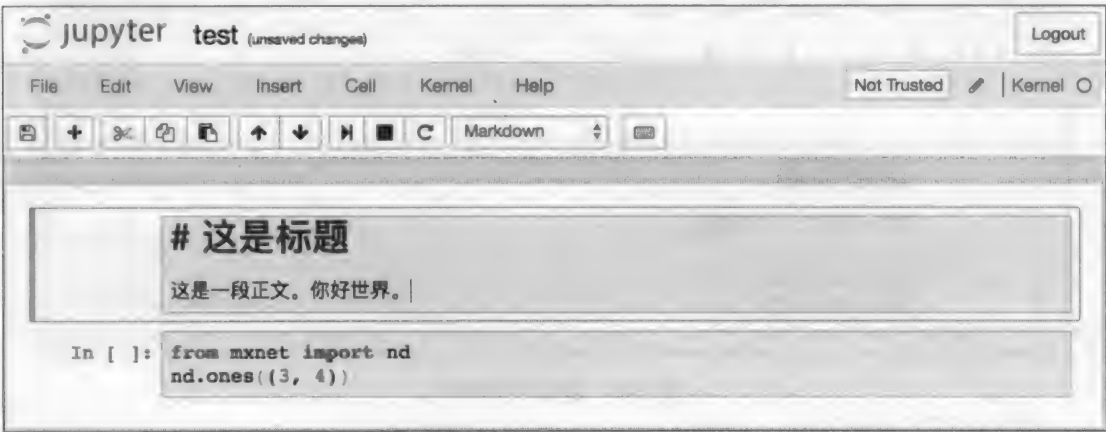 jupyter test (unsaved changes) Logout
File Edit View Insert Cell Kernel Help Not Trusted Kernel
Markdown
# 这是标题
这是一段正文。你好世界。
In [ ]: from mxnet import nd
nd.ones((3, 4))